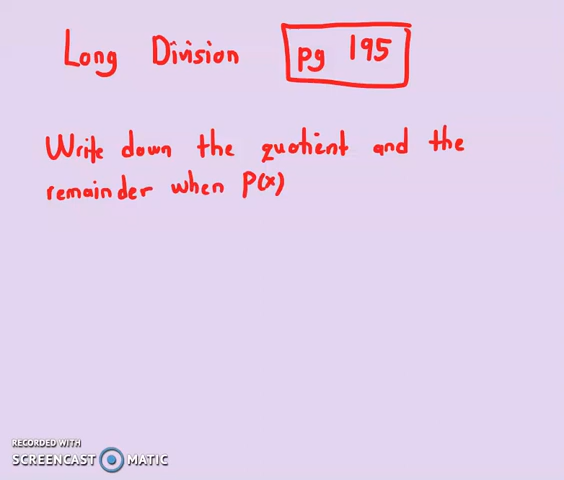 Long Division pg 195
Write down the quotient and the
remainder when P(x)
RECORDED WITH
SCREENCAST MATIC